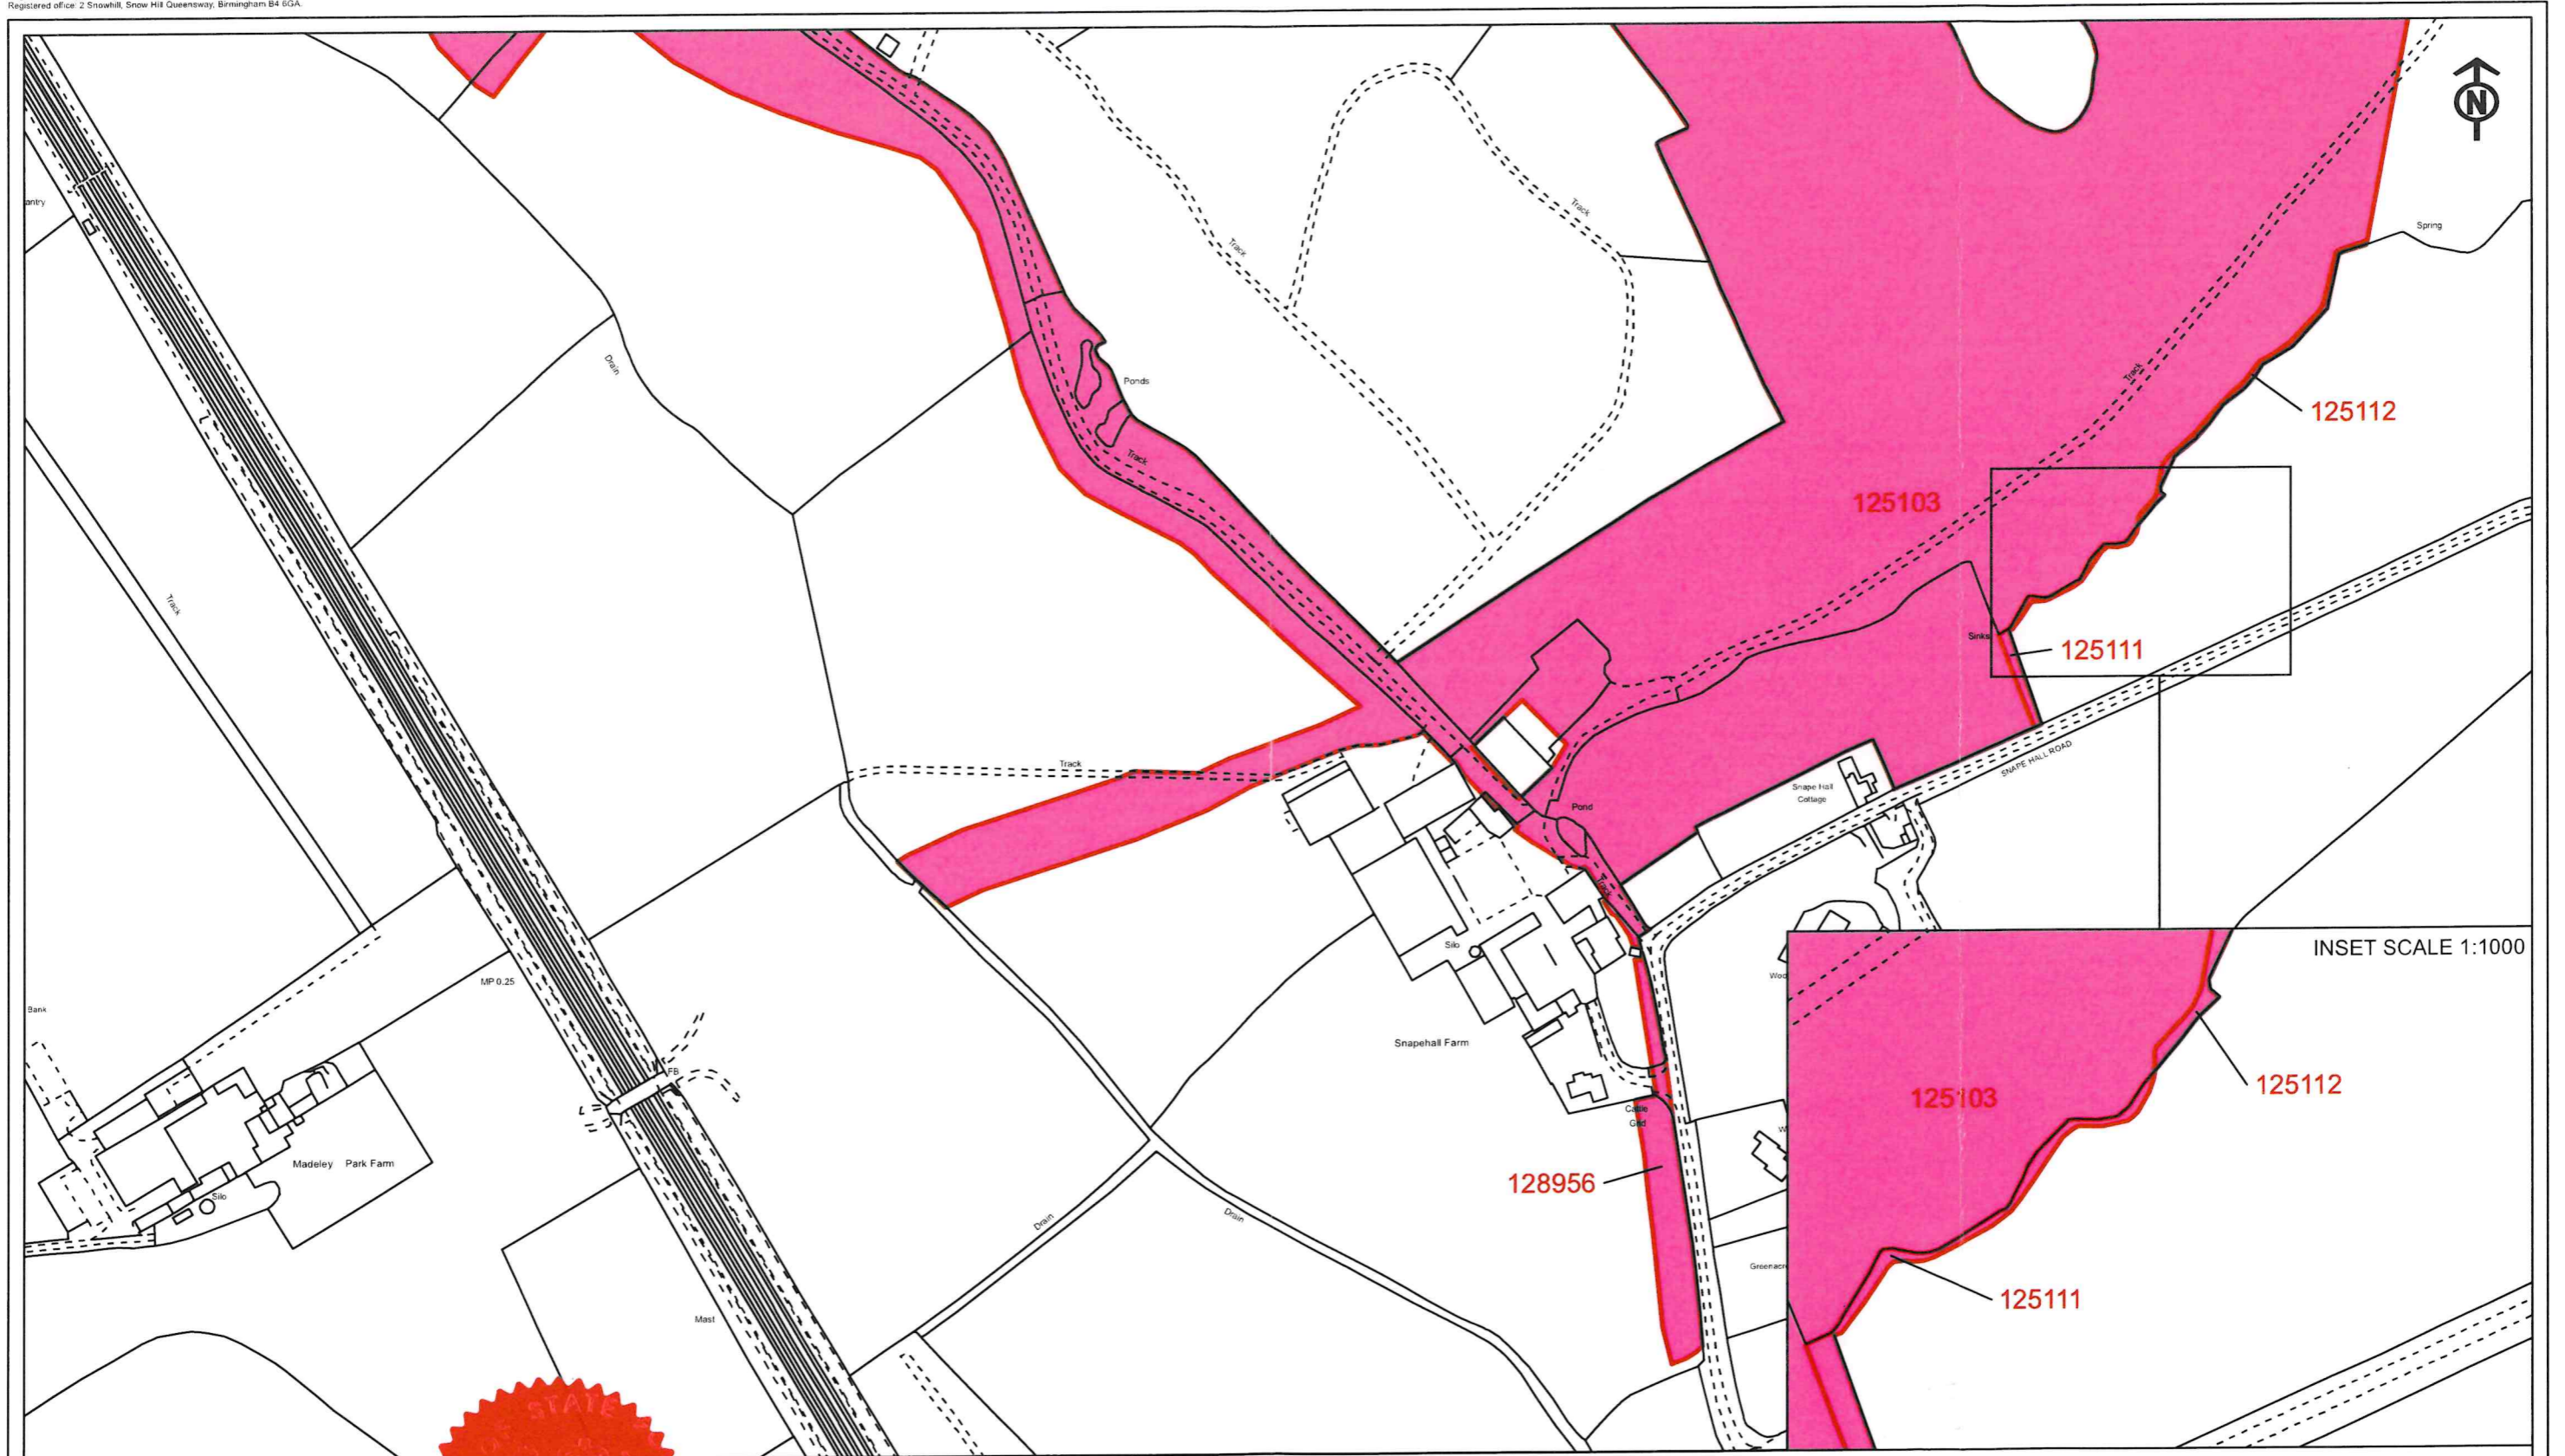 Registered office: 2 Snowhill, Snow Hill Queensway, Birmingham B4 6GA.
N
antry
Spring
Track
Track
Drain
Ponds
Track
Track
125112
125103
Track
Sinks
125111
SNAPE HALL ROAD
Track
Snape Hall
Cottage
Pond
Track
Silo
INSET SCALE 1:1000
MP 0.25
Bank
Snapehall Farm
FB
125112
125103
Cattle
Grid
Madeley Park Farm
128956
Silo
Drain
Drain
Greenacre
125111
Mast
STATE